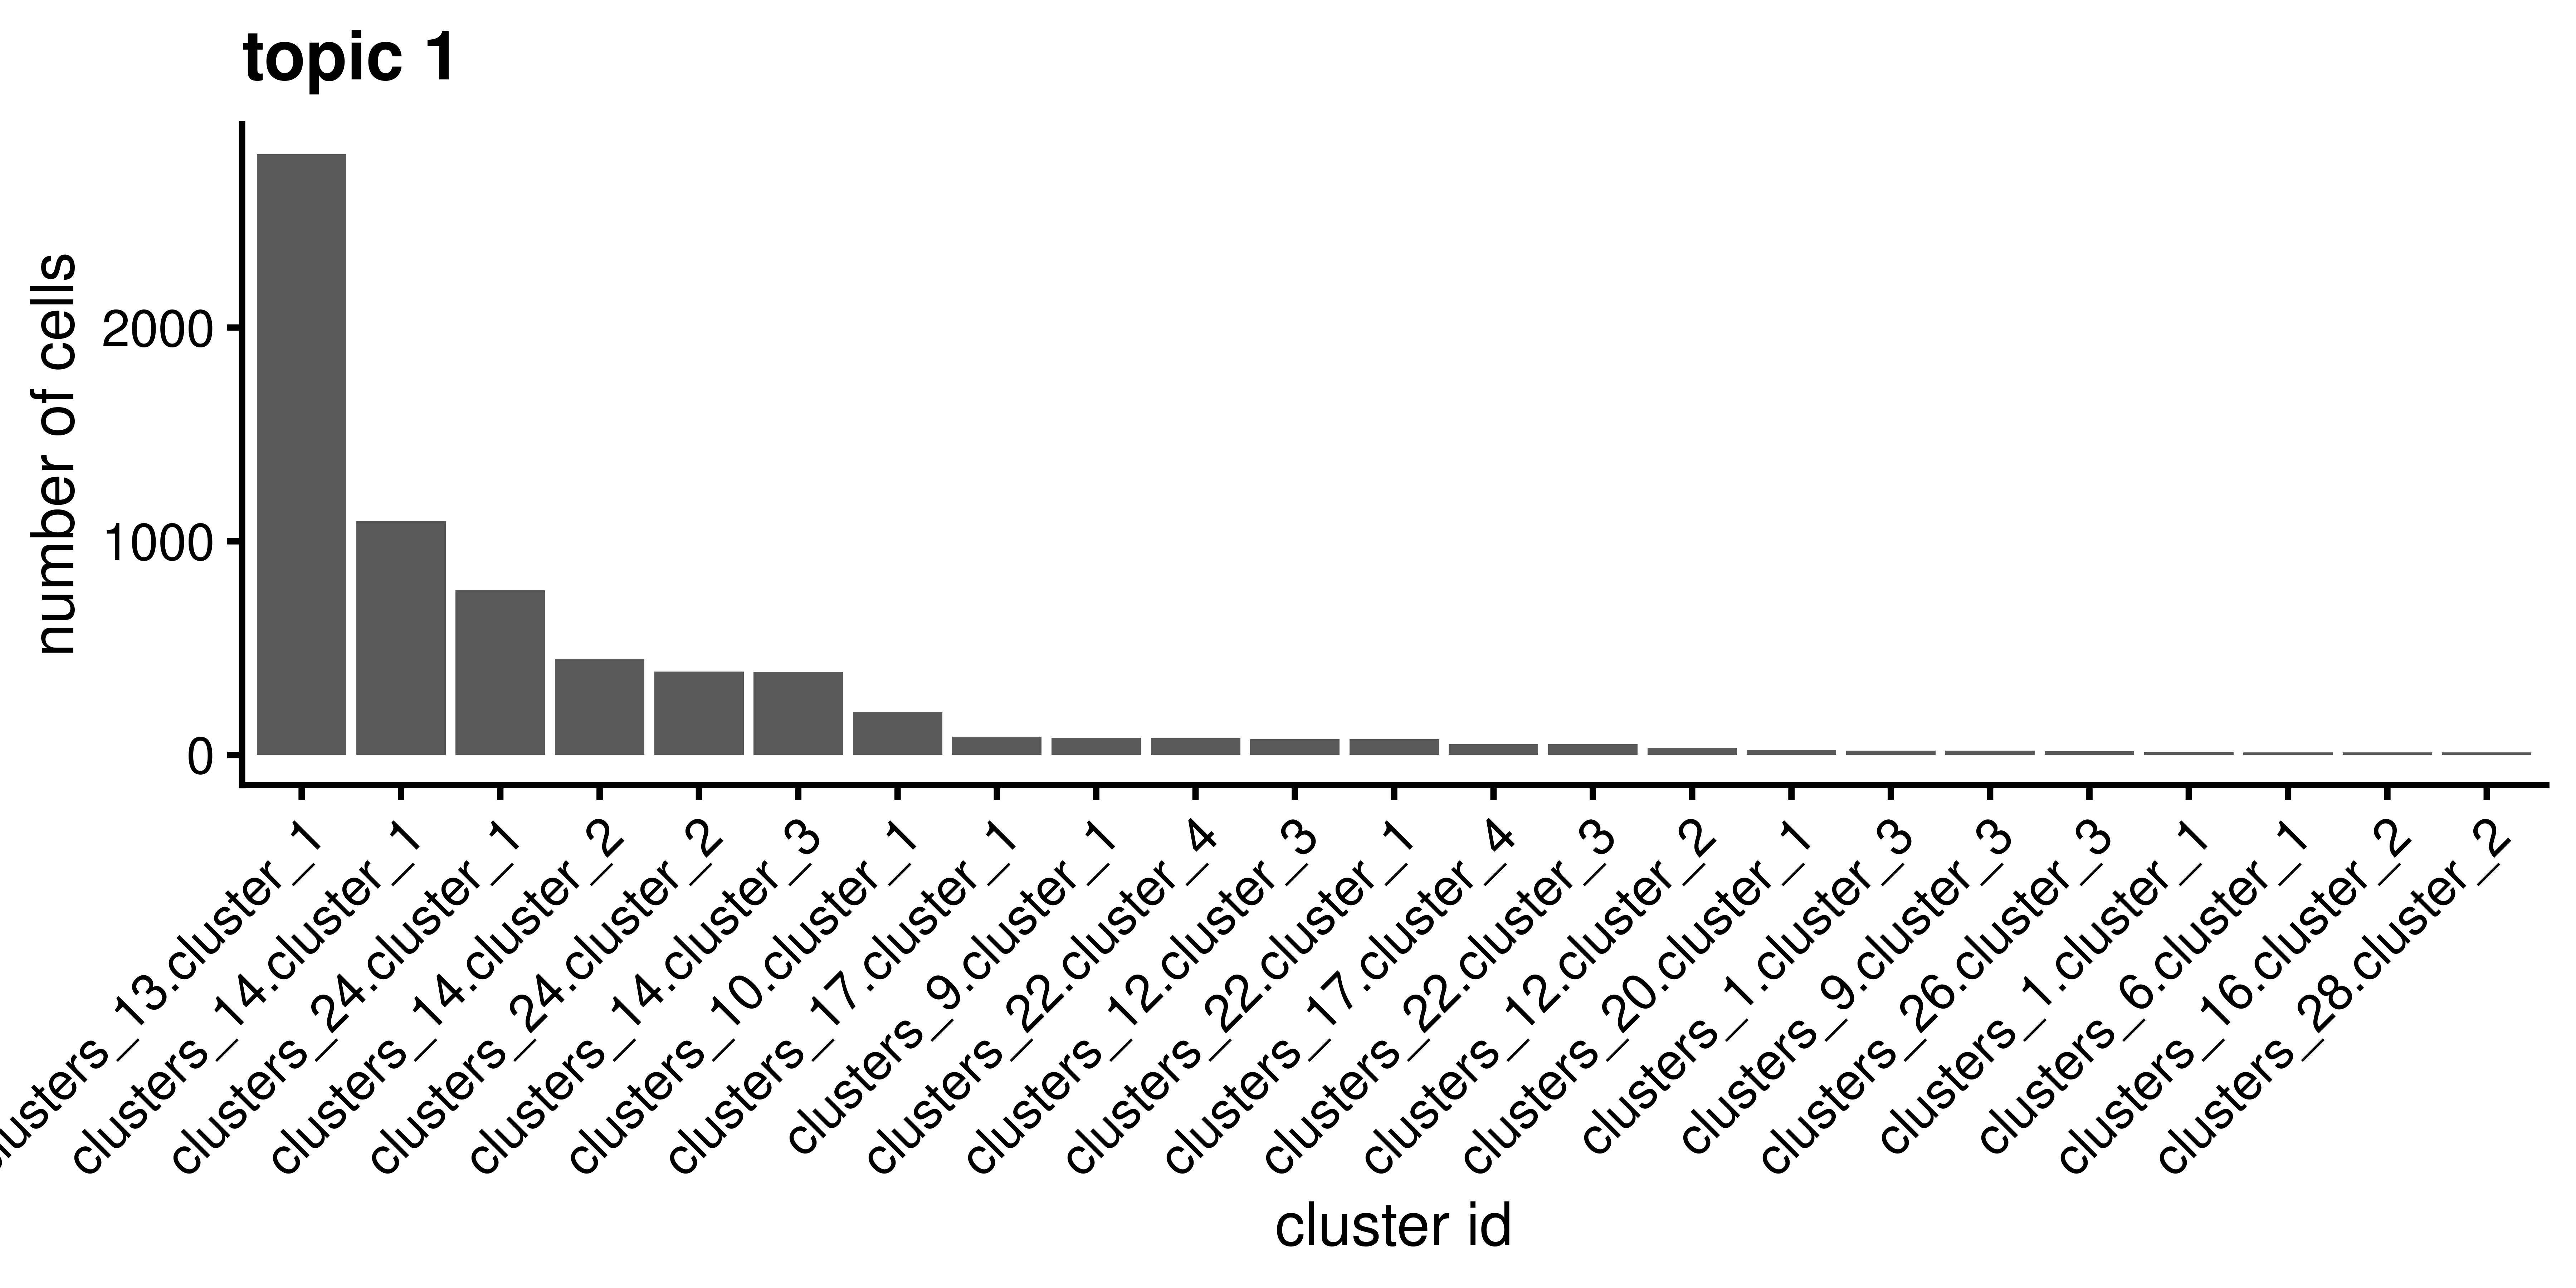 topic 1
number of cells
2000
1000
0
lusters_13.cluster_1
clusters_14.cluster_1
clusters_24.cluster_1
clusters_14.cluster_2
clusters_24.cluster_2
clusters_14.cluster_3
clusters_10.cluster_1
clusters_17.cluster_1
clusters_9.cluster_1
clusters_22.cluster_4
clusters_12.cluster_3
clusters_22.cluster_1
clusters_17.cluster_4
clusters_22.cluster_3
clusters_12.cluster_2
clusters_20.cluster_1
clusters_1.cluster_3
clusters_9.cluster_3
clusters_26.cluster_3
clusters_1.cluster_1
clusters_6.cluster_1
clusters_16.cluster_2
clusters_28.cluster_2
cluster id